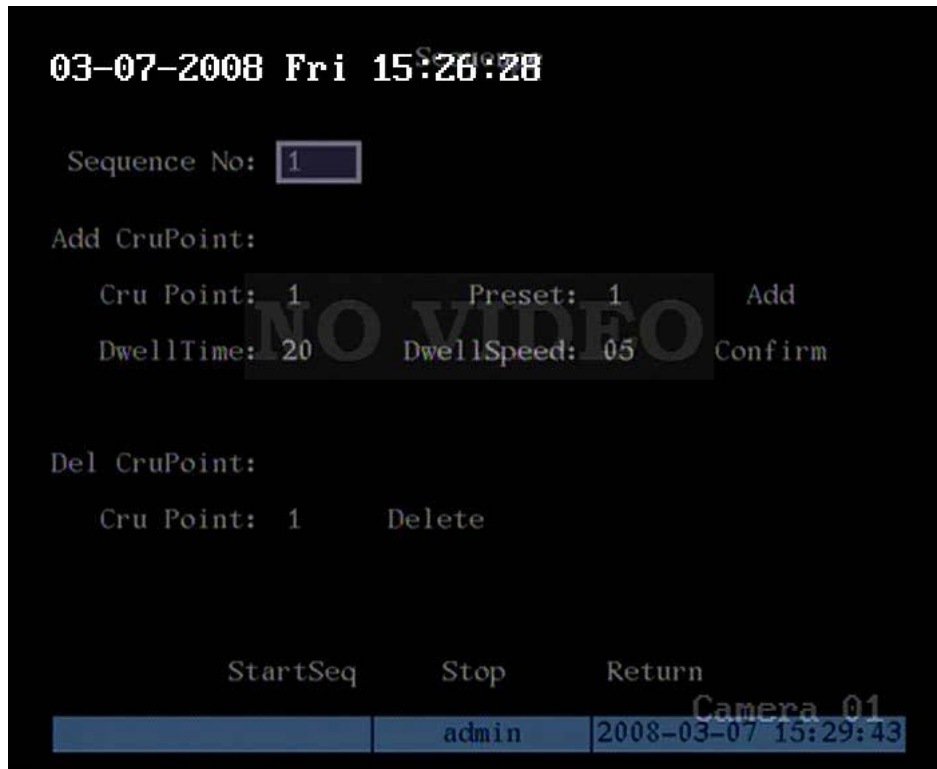 Sequence
03-07-2008 Fri 15:26:28
Sequence No: 1
Add CruPoint:
Cru Point: 1 Preset: 1 Add
NO VIDEO
DwellTime: 20 DwellSpeed: 05 Confirm
Del CruPoint:
Cru Point: 1 Delete
StartSeq Stop Return
Camera 01
admin 2008-03-07 15:29:43